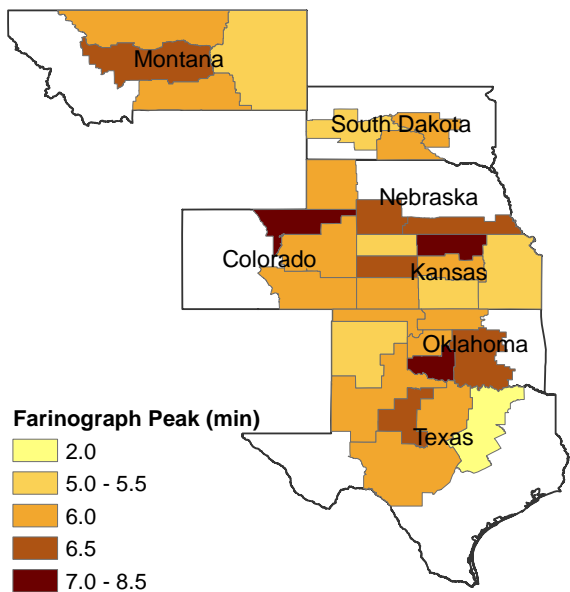 Montana
South Dakota
Nebraska
Colorado
Kansas
Oklahoma
Texas
Farinograph Peak (min)
2.0
5.0 - 5.5
6.0
6.5
7.0 - 8.5